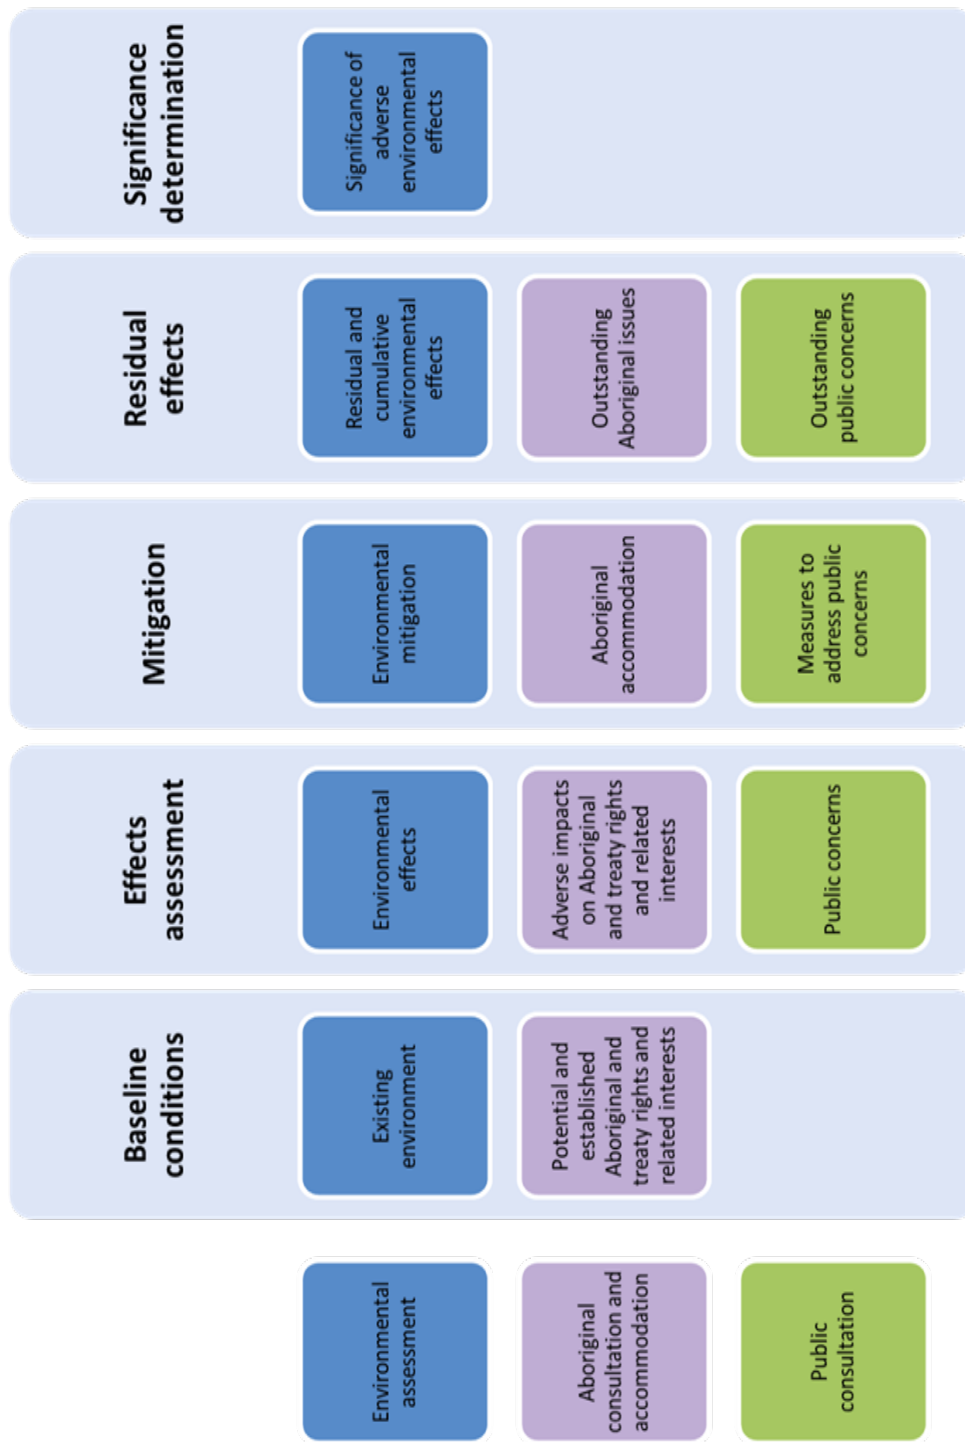 Baseline
conditions
Effects
assessment
Mitigation
Residual
effects
Significance
determination
Environmental
assessment
Existing
environment
Environmental
effects
Environmental
mitigation
Residual and
cumulative
environmental
effects
Significance of
adverse
environmental
effects
Aboriginal
consultation and
accommodation
Potential and
established
Aboriginal and
treaty rights and
related interests
Adverse impacts
on Aboriginal
and treaty rights
and related
interests
Aboriginal
accommodation
Outstanding
Aboriginal issues
Public
consultation
Public concerns
Measures to
address public
concerns
Outstanding
public concerns